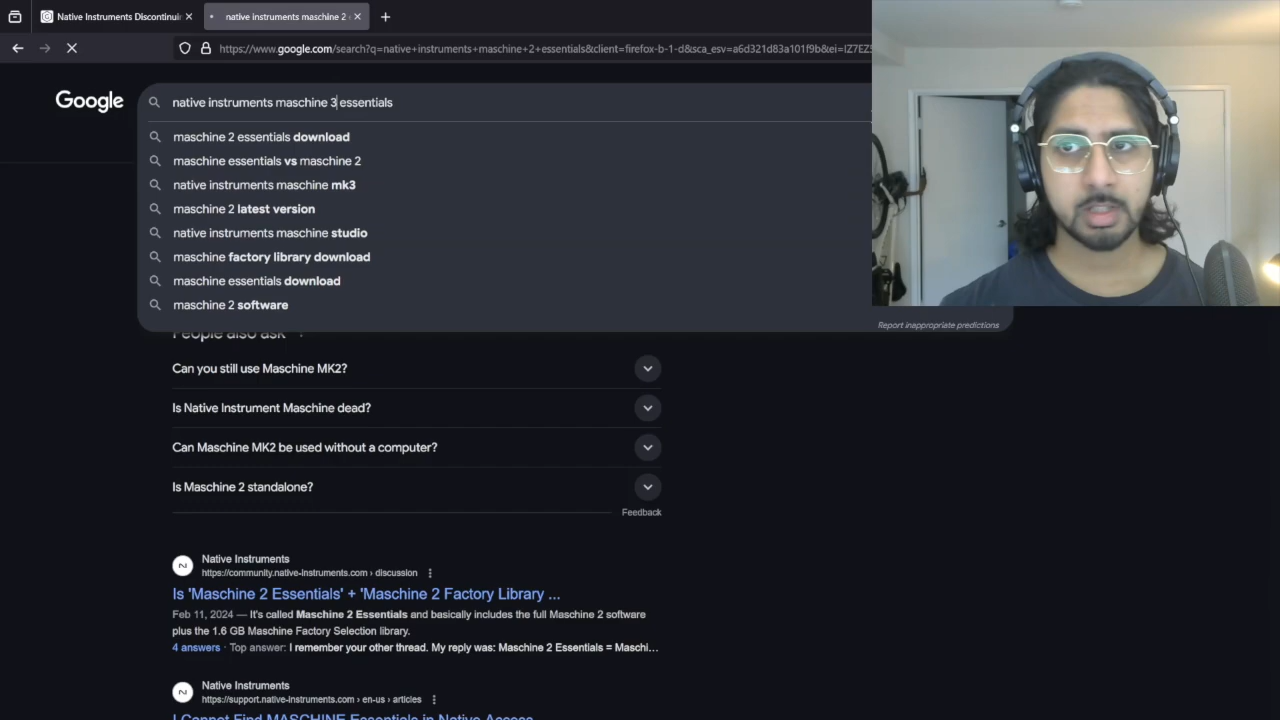 Native Instruments Discontinui
native instruments maschine 2
https://www.google.com/search?q=native+instruments+maschine+2+essentials&client=firefox-b-1-d&sca_esv=a6d321d83a101f9b&ei=IZ7EZ
Google
native instruments maschine 3 essentials
maschine 2 essentials download
maschine essentials vs maschine 2
native instruments maschine mk3
maschine 2 latest version
native instruments maschine studio
maschine factory library download
maschine essentials download
maschine 2 software
Report inappropriate predictions
People also ask
Can you still use Maschine MK2?
Is Native Instrument Maschine dead?
Can Maschine MK2 be used without a computer?
Is Maschine 2 standalone?
Feedback
Native Instruments
https://community.native-instruments.com › discussion
Is 'Maschine 2 Essentials' + 'Maschine 2 Factory Library ...
Feb 11, 2024 — It's called Maschine 2 Essentials and basically includes the full Maschine 2 software
plus the 1.6 GB Maschine Factory Selection library.
4 answers · Top answer: I remember your other thread. My reply was: Maschine 2 Essentials = Maschi...
Native Instruments
https://support.native-instruments.com › en-us › articles
I Cannot Find MASCHINE Essentials in Native Access